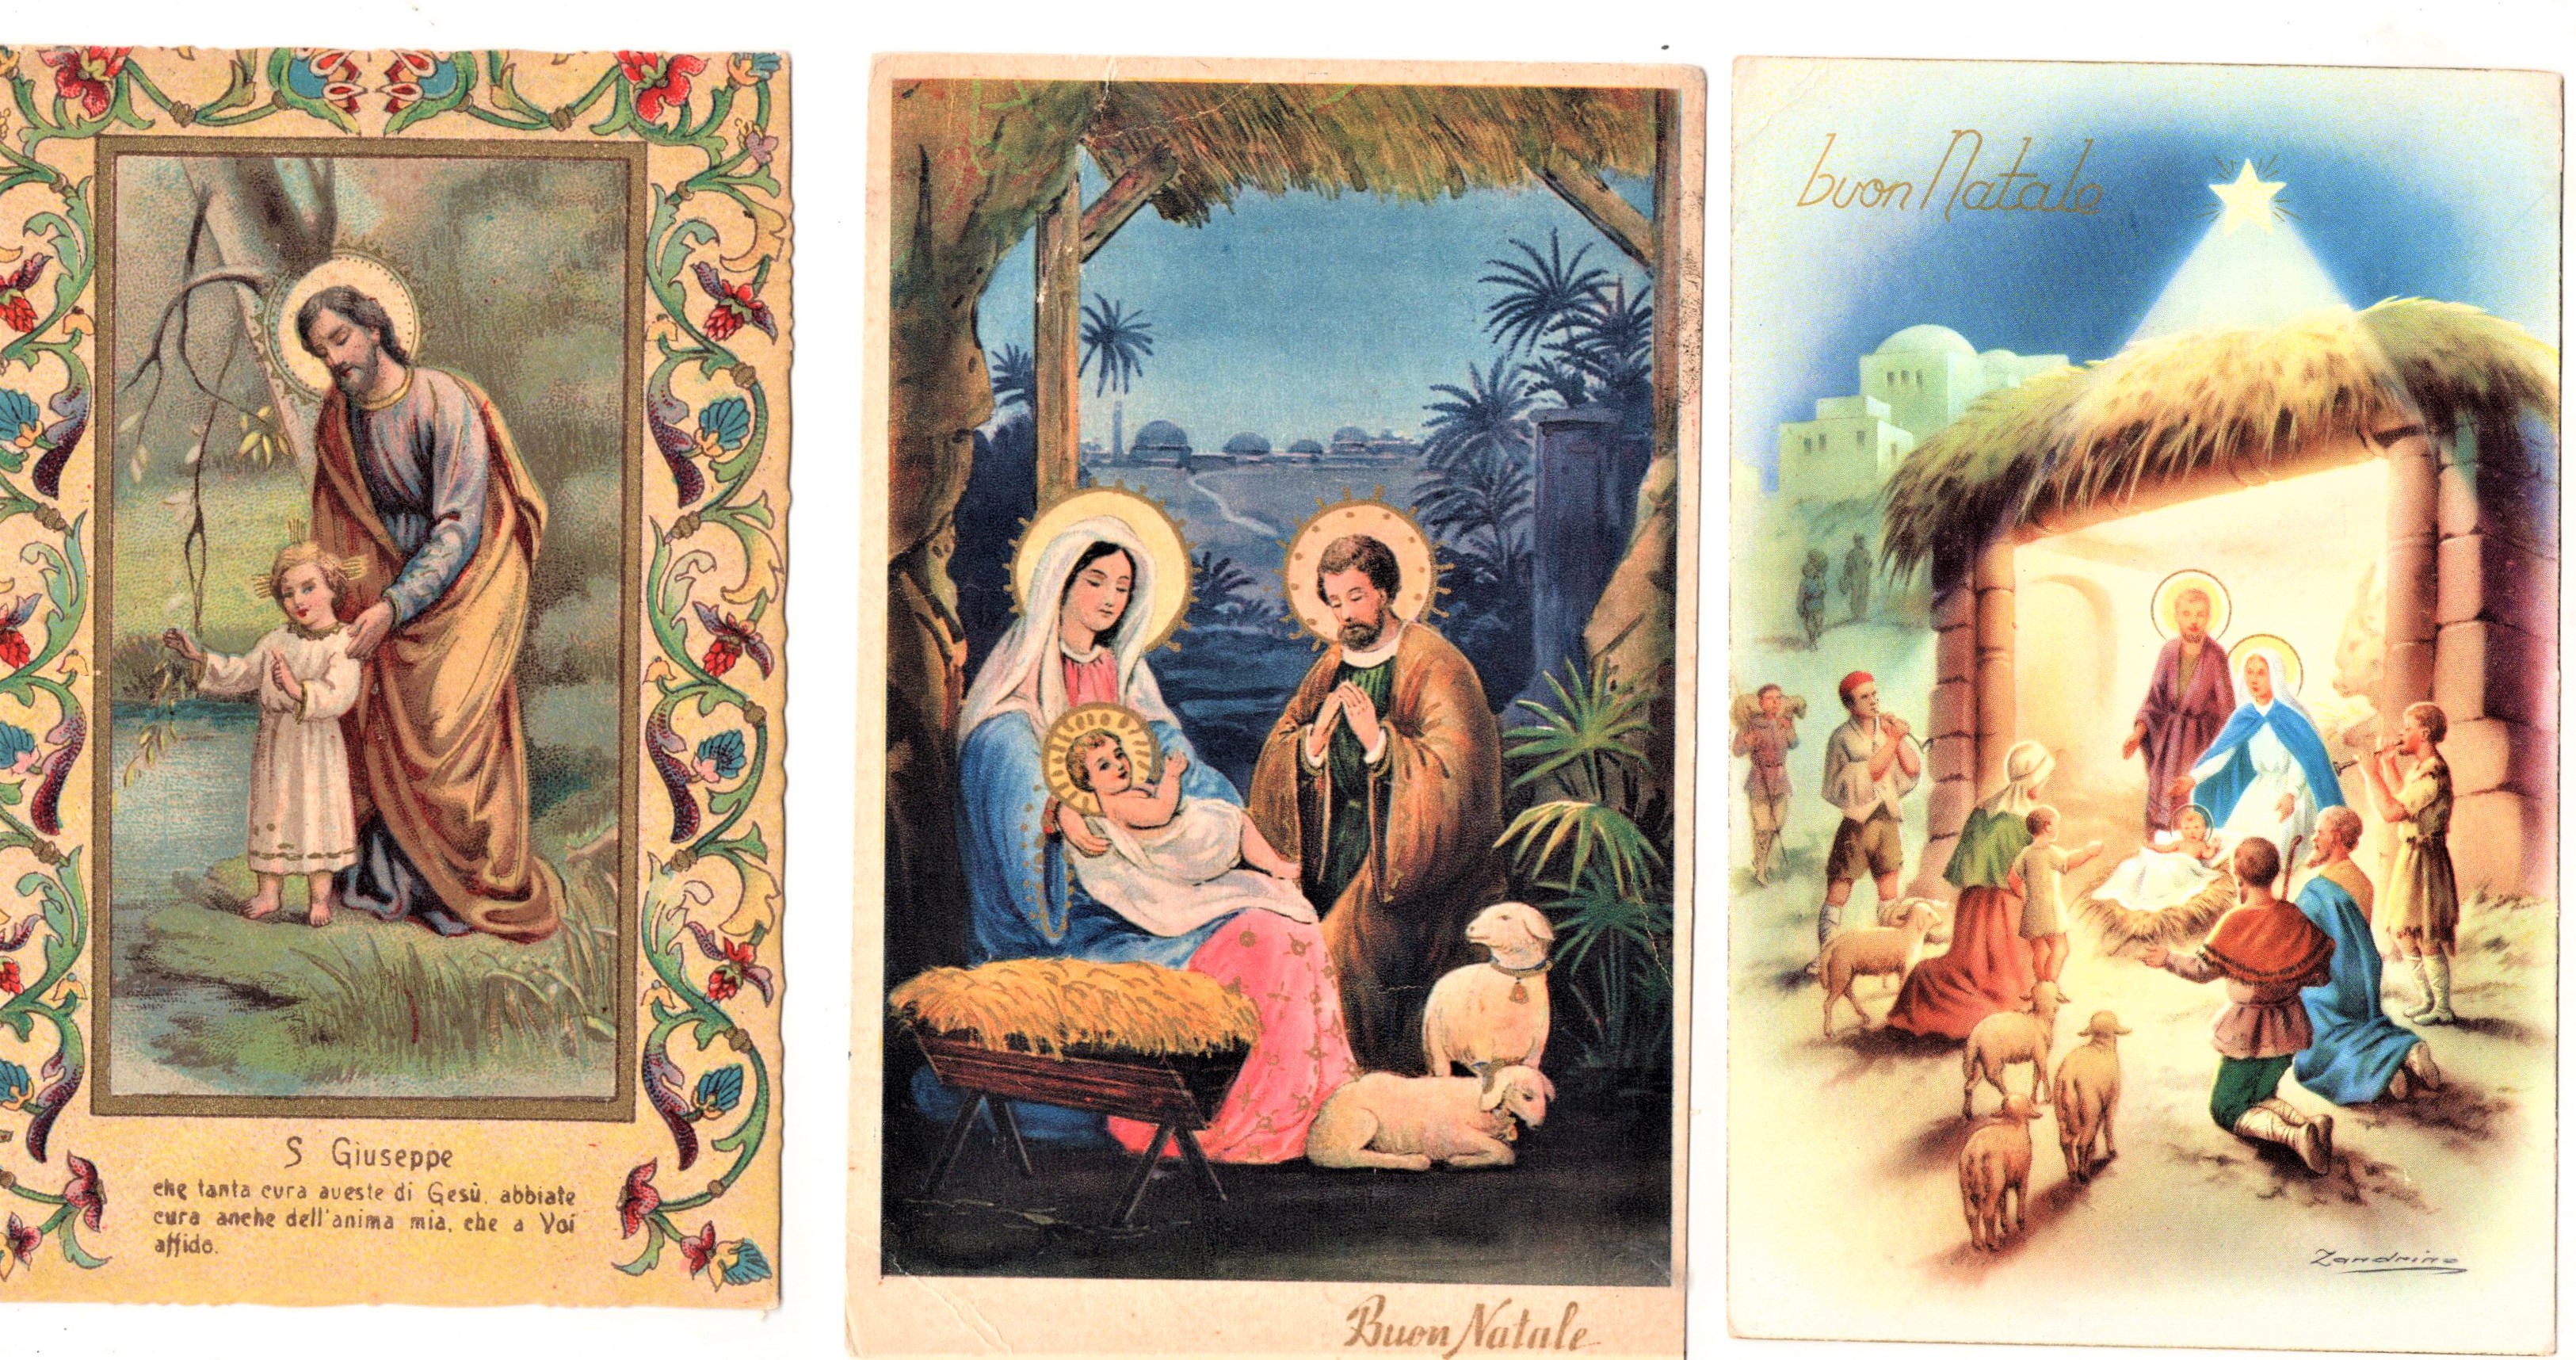 S Giuseppe
che tanta cura aveste di Gesù, abbiate
cura anche dell'anima mia, che a Voi
affido.
Buon Natale
buon Natale
Zandrino